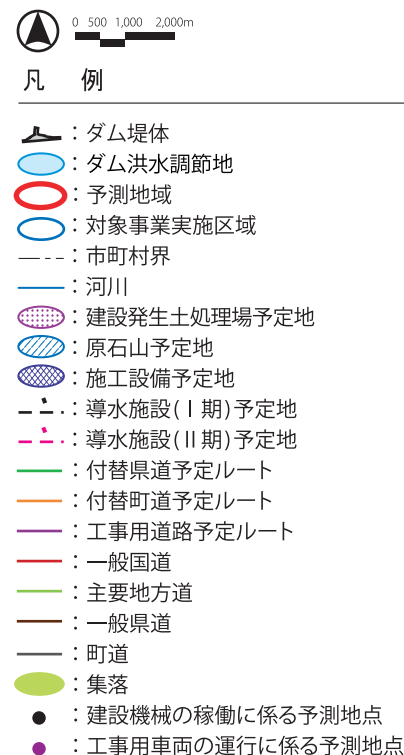 0 500 1,000 2,000m
凡 例
：ダム堤体
：ダム洪水調節地
：予測地域
：対象事業実施区域
：市町村界
：河川
：建設発生土処理場予定地
：原石山予定地
：施工設備予定地
：導水施設(Ⅰ期)予定地
：導水施設(Ⅱ期)予定地
：付替県道予定ルート
：付替町道予定ルート
：工事用道路予定ルート
：一般国道
：主要地方道
：一般県道
：町道
：集落
：建設機械の稼働に係る予測地点
：工事用車両の運行に係る予測地点